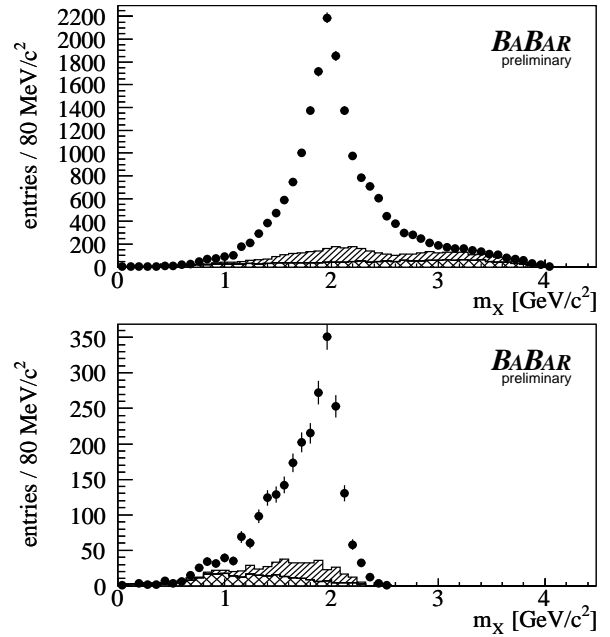 2200
2000
1800
1600
1400
1200
1000
800
600
400
200
0
entries / 80 MeV/c²
BABAR
preliminary
0 1 2 3 4
m_X [GeV/c²]
350
300
250
200
150
100
50
0
entries / 80 MeV/c²
BABAR
preliminary
0 1 2 3 4
m_X [GeV/c²]